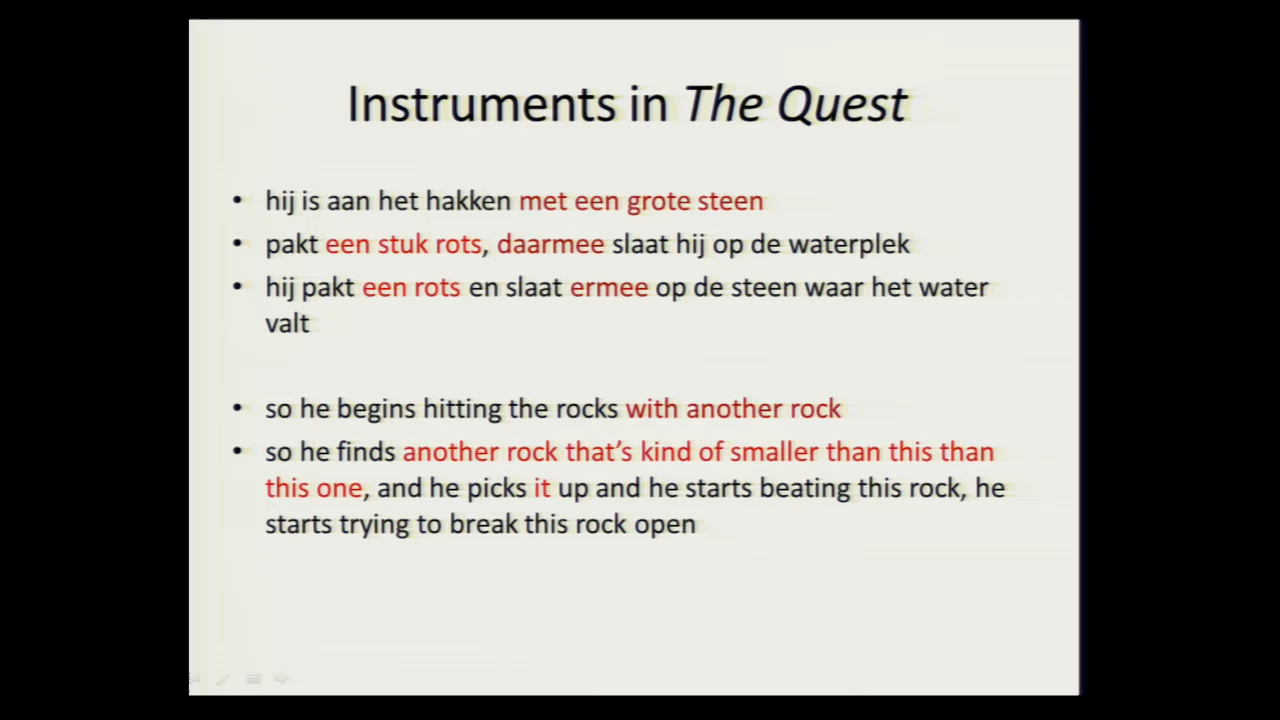 Instruments in The Quest
• hij is aan het hakken met een grote steen
• pakt een stuk rots, daarmee slaat hij op de waterplek
• hij pakt een rots en slaat ermee op de steen waar het water
valt
• so he begins hitting the rocks with another rock
• so he finds another rock that’s kind of smaller than this than
this one, and he picks it up and he starts beating this rock, he
starts trying to break this rock open